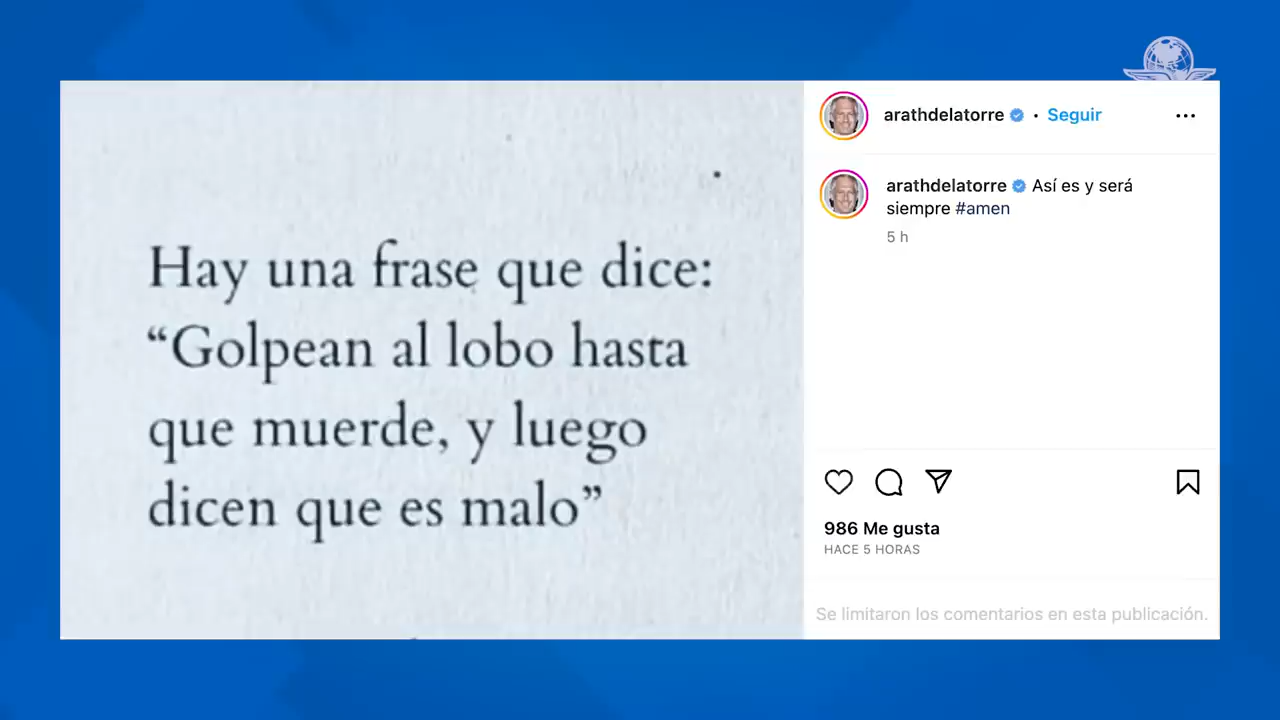 Hay una frase que dice:
“Golpean al lobo hasta
que muerde, y luego
dicen que es malo”
arathdelatorre • Seguir
arathdelatorre Así es y será
siempre #amen
5 h
986 Me gusta
HACE 5 HORAS
Se limitaron los comentarios en esta publicación.